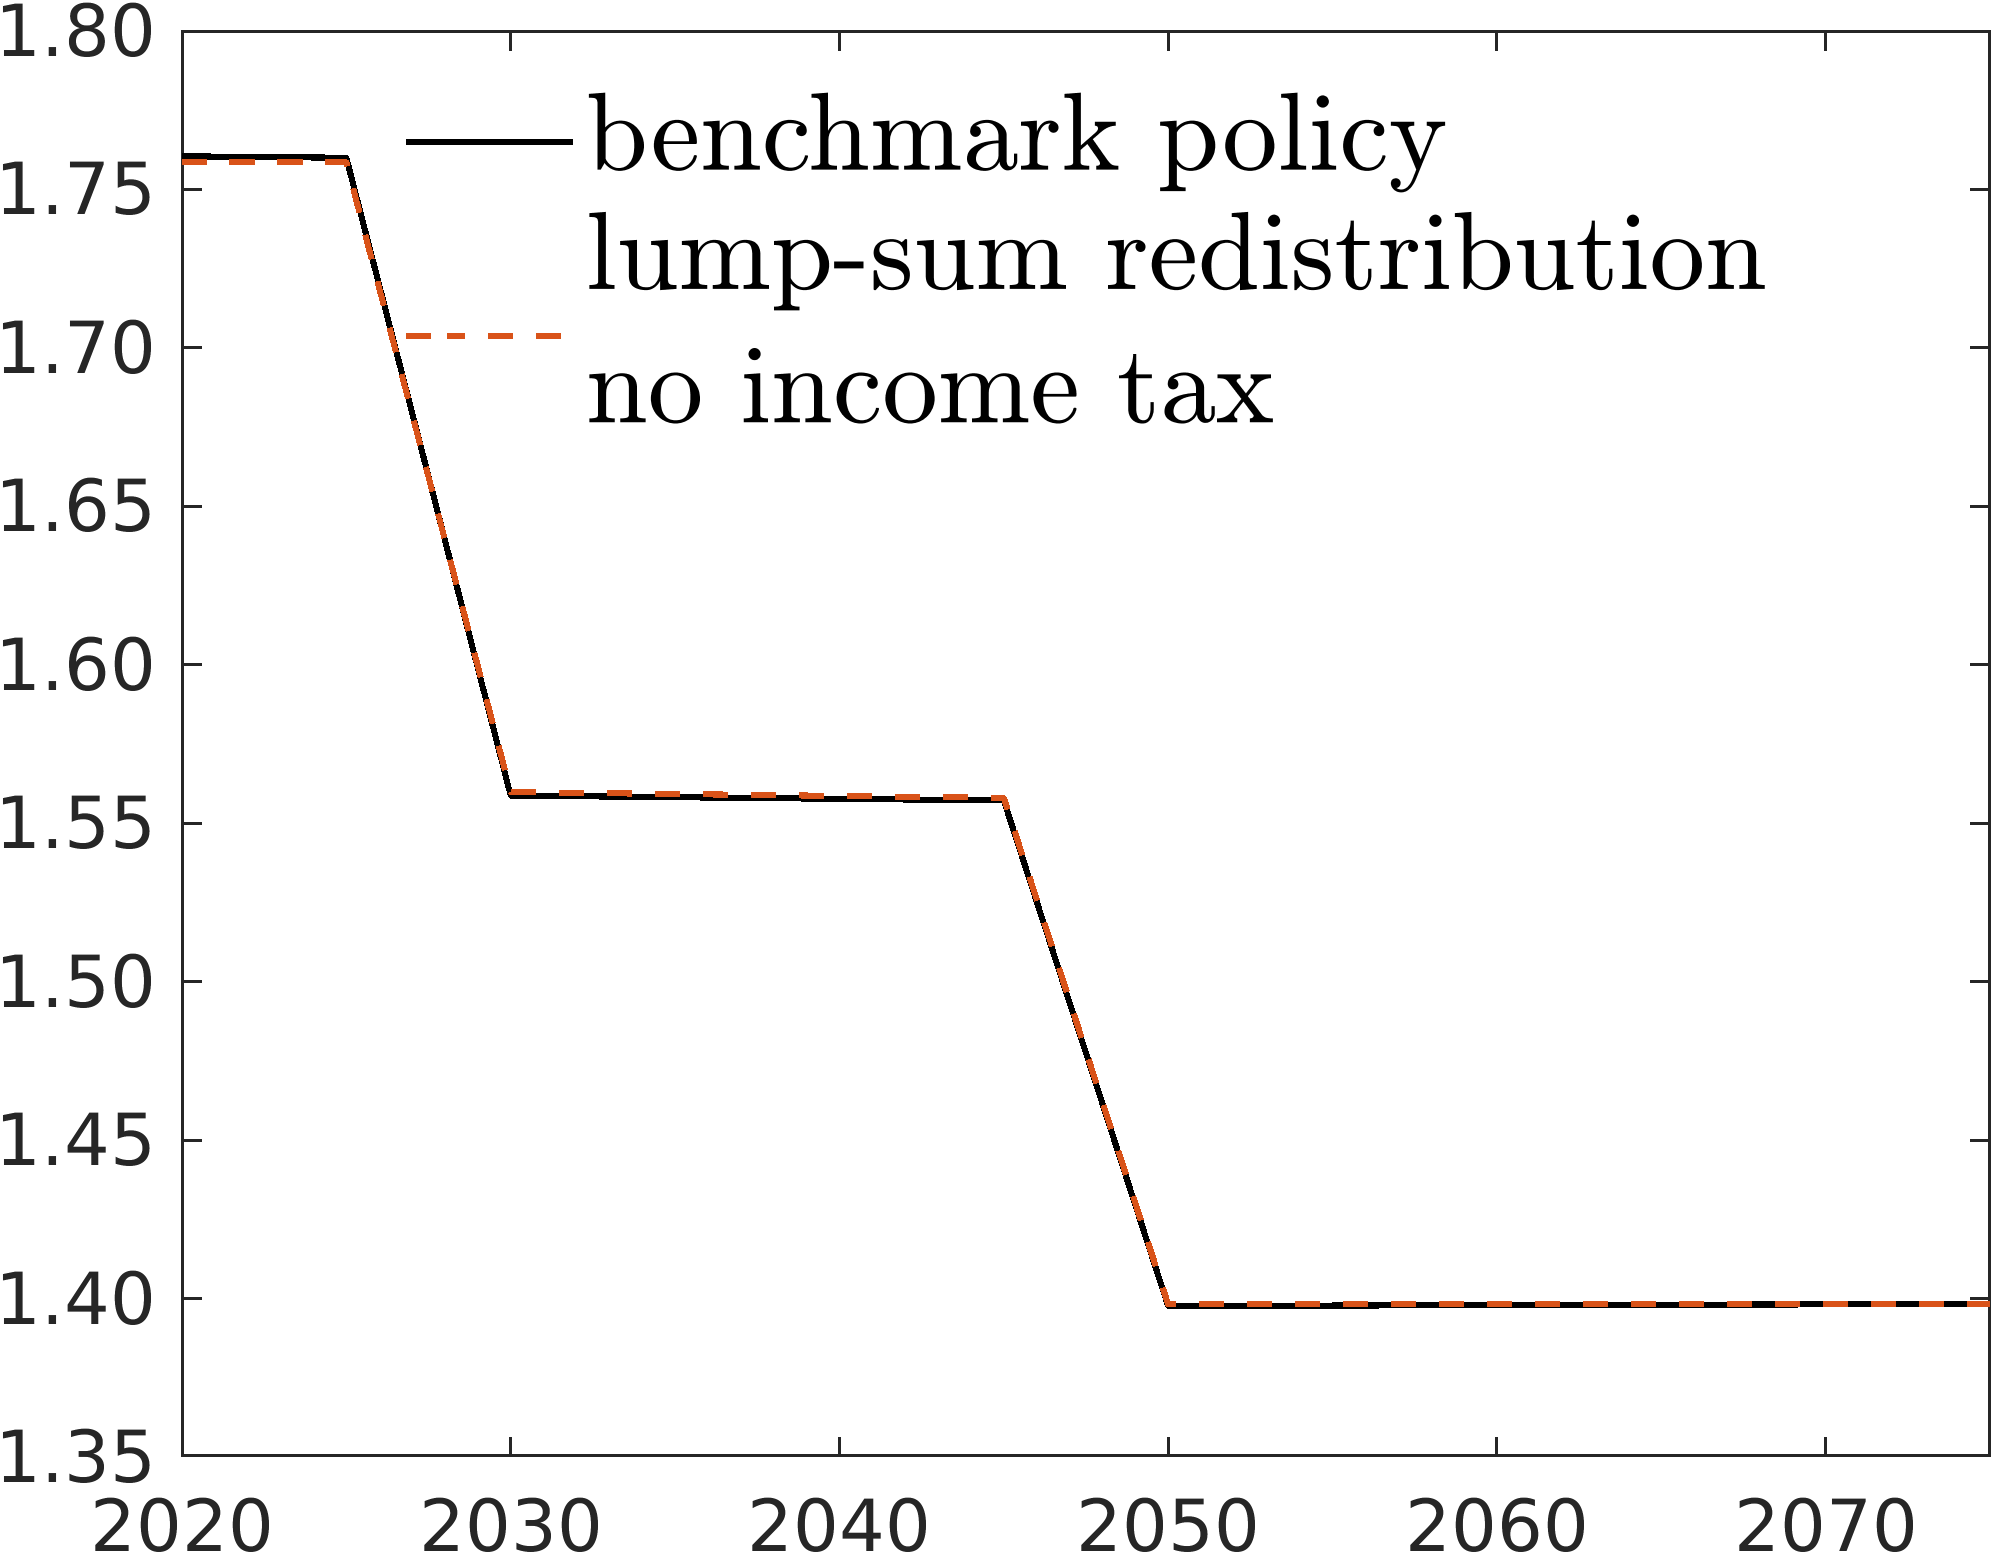 1.80
benchmark policy
1.75
lump-sum redistribution
1.70
no income tax
1.65
1.60
1.55
1.50
1.45
1.40
1.35
2020 2030 2040 2050 2060 2070